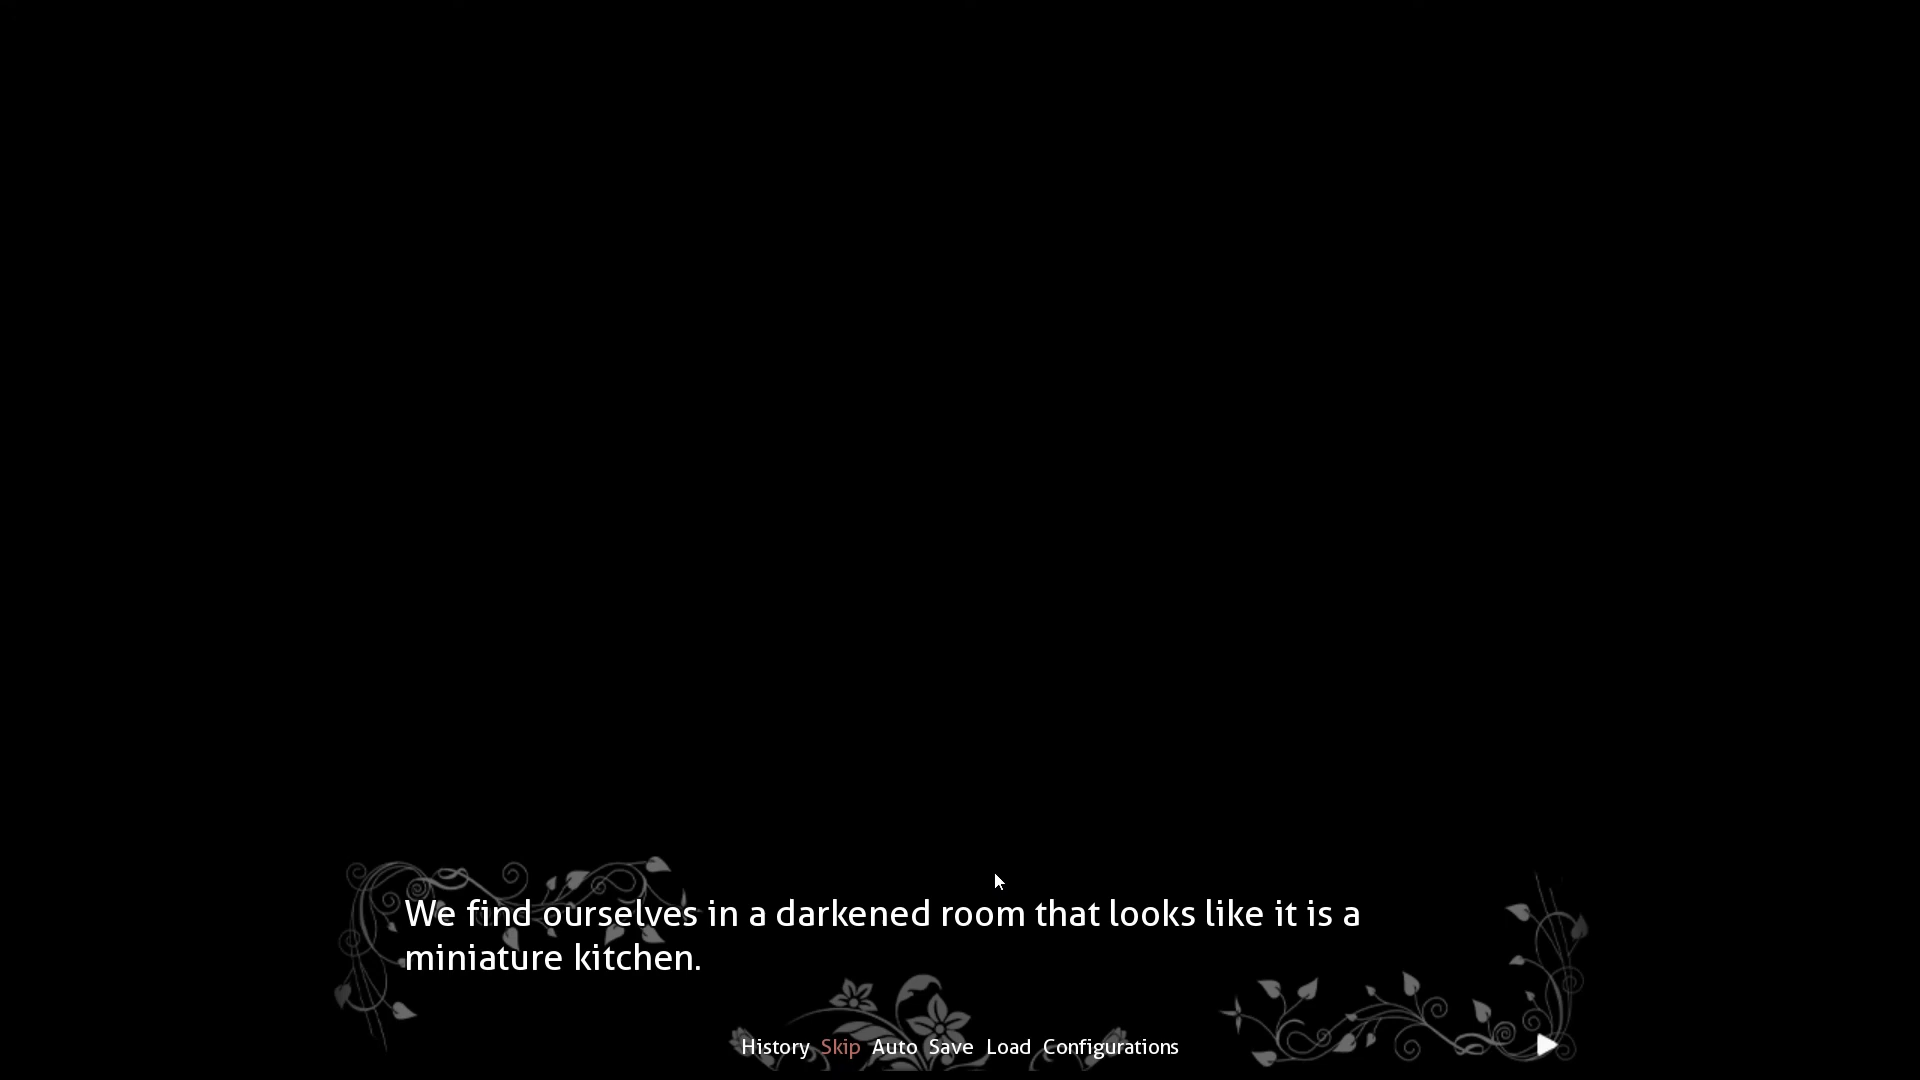 We find ourselves in a darkened room that looks like it is a
miniature kitchen.
History Skip Auto Save Load Configurations